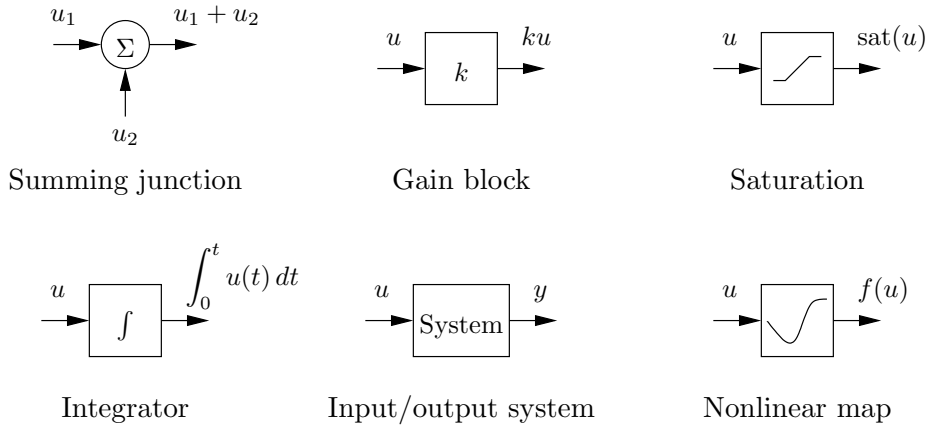 u₁
u₁ + u₂
Σ
u₂
Summing junction
u
ku
k
Gain block
u
sat(u)
Saturation
u
∫₀ᵗ u(t) dt
∫
Integrator
u
y
System
Input/output system
u
f(u)
Nonlinear map